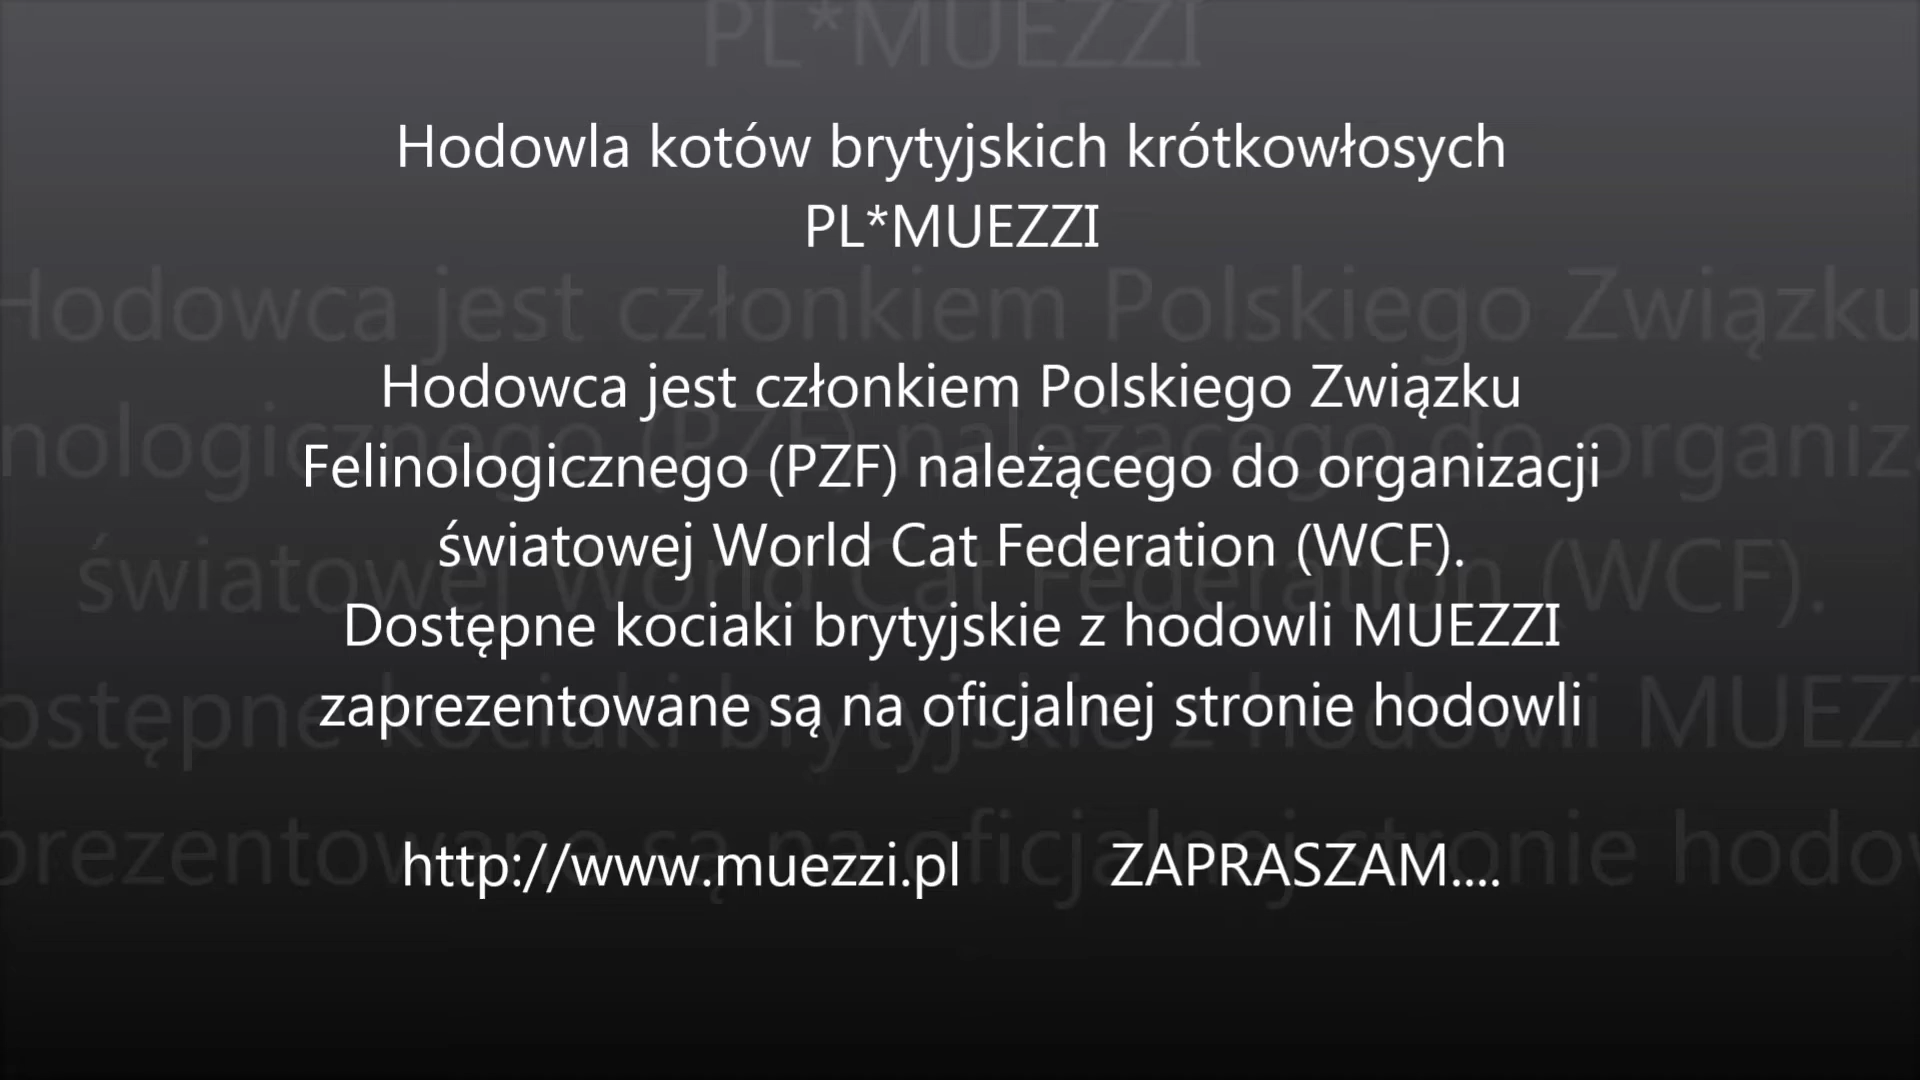 Hodowla kotów brytyjskich krótkowłosych
PL*MUEZZI
Hodowca jest członkiem Polskiego Związku
Felinologicznego (PZF) należącego do organizacji
światowej World Cat Federation (WCF).
Dostępne kociaki brytyjskie z hodowli MUEZZI
zaprezentowane są na oficjalnej stronie hodowli
http://www.muezzi.pl ZAPRASZAM....